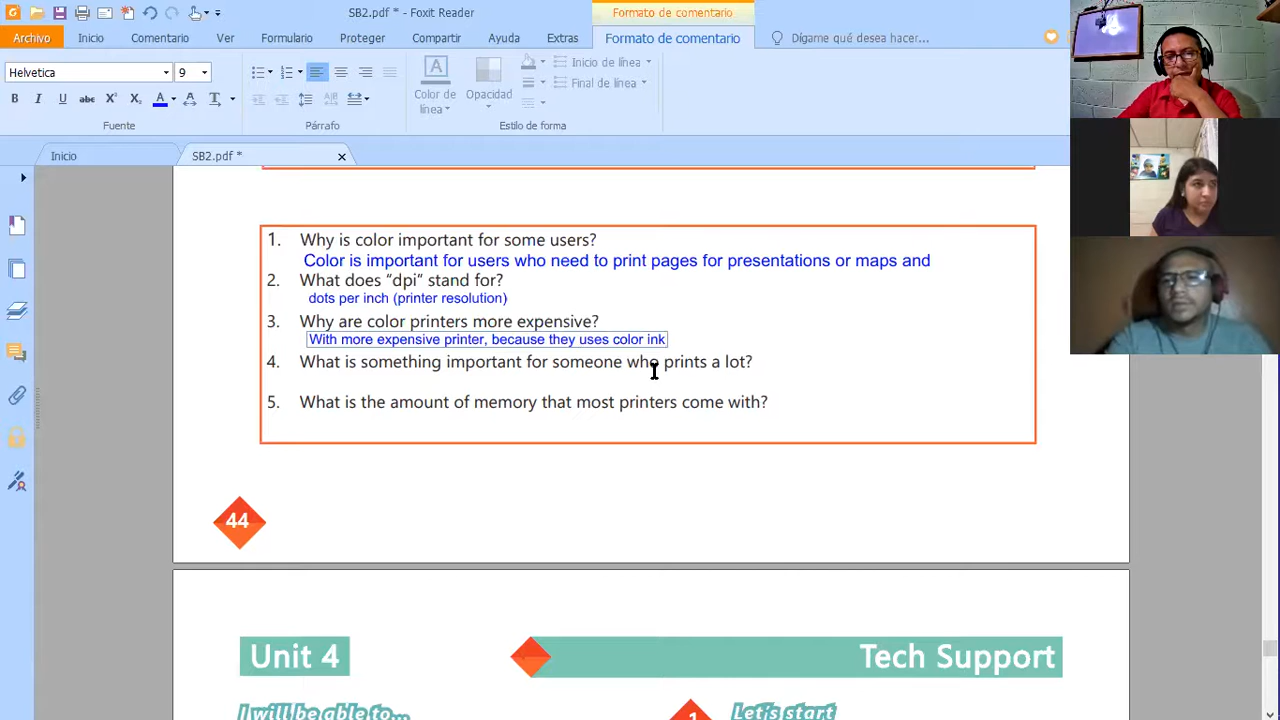 SB2.pdf * - Foxit Reader
Formato de comentario
Archivo Inicio Comentario Ver Formulario Proteger Compartir Ayuda Extras Formato de comentario Dígame qué desea hacer...
Helvetica 9
Color de línea
Opacidad
Inicio de línea
Final de línea
Fuente Párrafo Estilo de forma
Inicio SB2.pdf *
1. Why is color important for some users?
Color is important for users who need to print pages for presentations or maps and
2. What does “dpi” stand for?
dots per inch (printer resolution)
3. Why are color printers more expensive?
With more expensive printer, because they uses color ink
4. What is something important for someone who prints a lot?
5. What is the amount of memory that most printers come with?
44
Unit 4 Tech Support
I will be able to... 1 Let's start